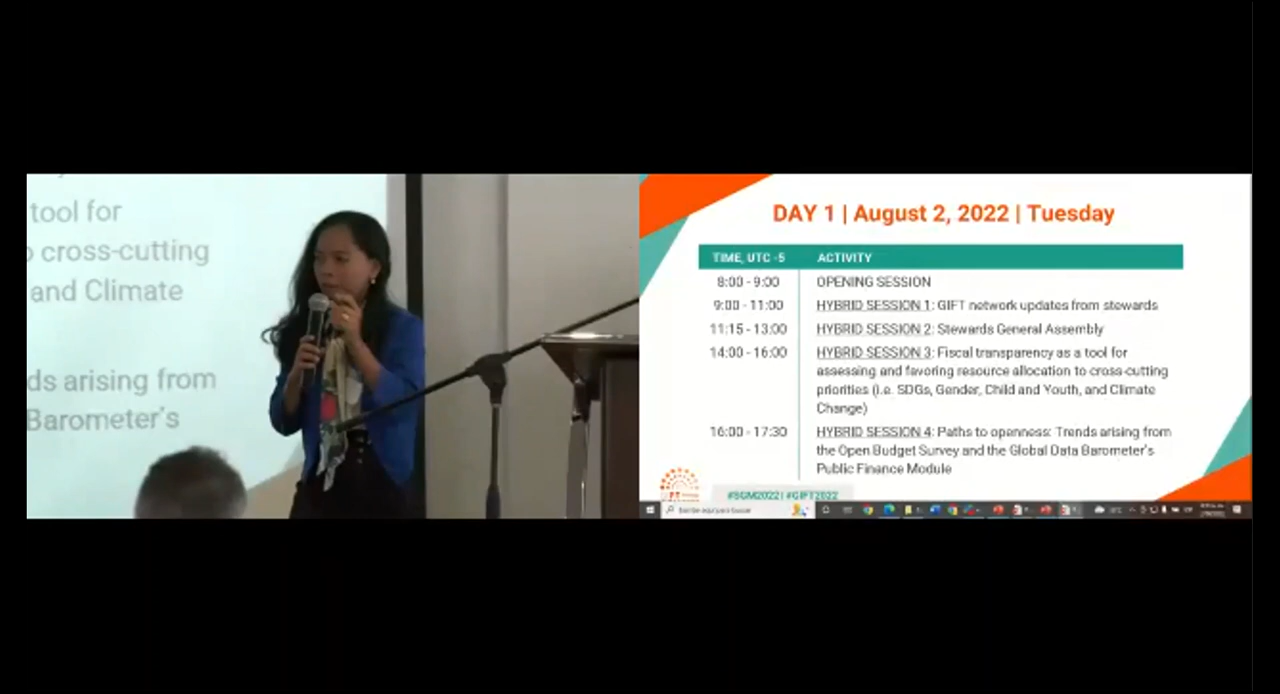 tool for
cross-cutting
and Climate
ds arising from
Barometer's
DAY 1 | August 2, 2022 | Tuesday
TIME, UTC -5 ACTIVITY
8:00 - 9:00 OPENING SESSION
9:00 - 11:00 HYBRID SESSION 1: GIFT network updates from stewards
11:15 - 13:00 HYBRID SESSION 2: Stewards General Assembly
14:00 - 16:00 HYBRID SESSION 3: Fiscal transparency as a tool for
assessing and favoring resource allocation to cross-cutting
priorities (i.e. SDGs, Gender, Child and Youth, and Climate
Change)
16:00 - 17:30 HYBRID SESSION 4: Paths to openness: Trends arising from
the Open Budget Survey and the Global Data Barometer's
Public Finance Module
#SGM2022| #GIFT2022